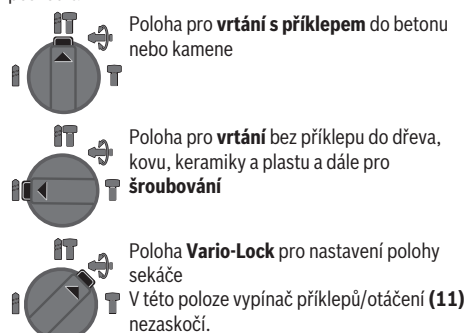 Poloha pro vrtání s příklepem do betonu
nebo kamene
Poloha pro vrtání bez příklepu do dřeva,
kovu, keramiky a plastu a dále pro
šroubování
Poloha Vario-Lock pro nastavení polohy
sekáče
V této poloze vypínač příklepů/otáčení (11)
nezaskočí.